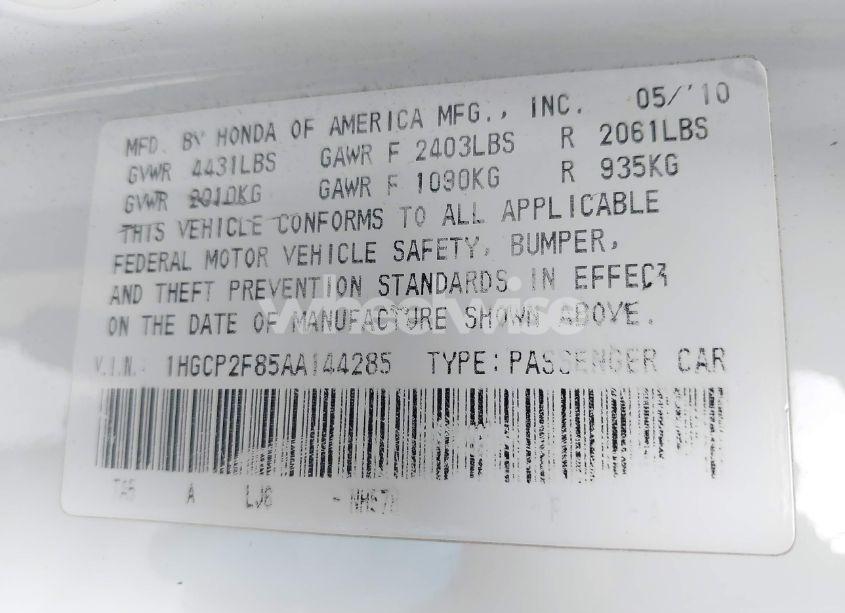 MFD. BY HONDA OF AMERICA MFG., INC. 05/'10
GVWR 4431LBS GAWR F 2403LBS R 2061LBS
GVWR 2010KG GAWR F 1090KG R 935KG
THIS VEHICLE CONFORMS TO ALL APPLICABLE
FEDERAL MOTOR VEHICLE SAFETY, BUMPER,
AND THEFT PREVENTION STANDARDS IN EFFECT
ON THE DATE OF MANUFACTURE SHOWN ABOVE.
wheelwise
V.I.N.: 1HGCP2F85AA144285 TYPE: PASSENGER CAR
A